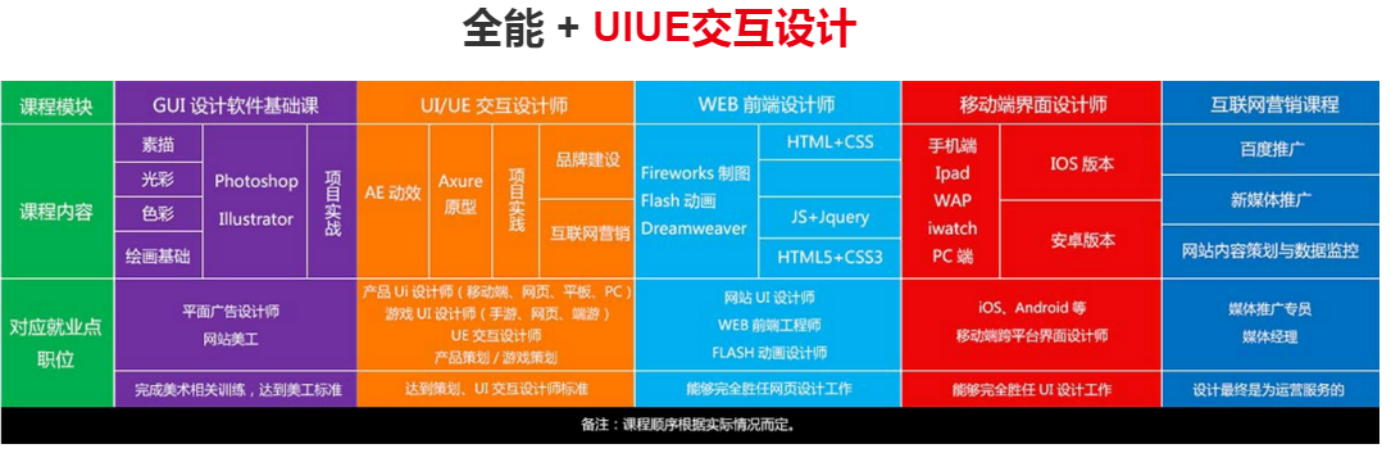 全能 + UIUE交互设计
课程模块
GUI 设计软件基础课
UI/UE 交互设计师
WEB 前端设计师
移动端界面设计师
互联网营销课程
课程内容
素描
光彩
色彩
绘画基础
Photoshop
Illustrator
项目实战
AE 动效
Axure
原型
项目实践
品牌建设
互联网营销
Fireworks 制图
Flash 动画
Dreamweaver
HTML+CSS
JS+Jquery
HTML5+CSS3
手机端
Ipad
WAP
iwatch
PC 端
IOS 版本
安卓版本
百度推广
新媒体推广
网站内容策划与数据监控
对应就业点
职位
平面广告设计师
网站美工
产品 Ui 设计师（移动端、网页、平板、PC）
游戏 UI 设计师（手游、网页、端游）
UE 交互设计师
产品策划 / 游戏策划
网站 UI 设计师
WEB 前端工程师
FLASH 动画设计师
iOS、Android 等
移动端跨平台界面设计师
媒体推广专员
媒体经理
完成美术相关训练，达到美工标准
达到策划、UI 交互设计师标准
能够完全胜任网页设计工作
能够完全胜任 UI 设计工作
设计最终是为运营服务的
备注：课程顺序根据实际情况而定。